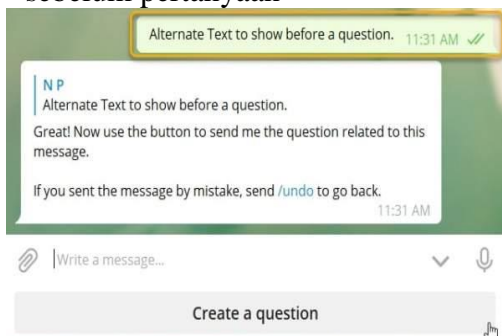 sebelum pertanyaan
Alternate Text to show before a question. 11:31 AM
N P
Alternate Text to show before a question.
Great! Now use the button to send me the question related to this
message.
If you sent the message by mistake, send /undo to go back.
11:31 AM
Write a message...
Create a question